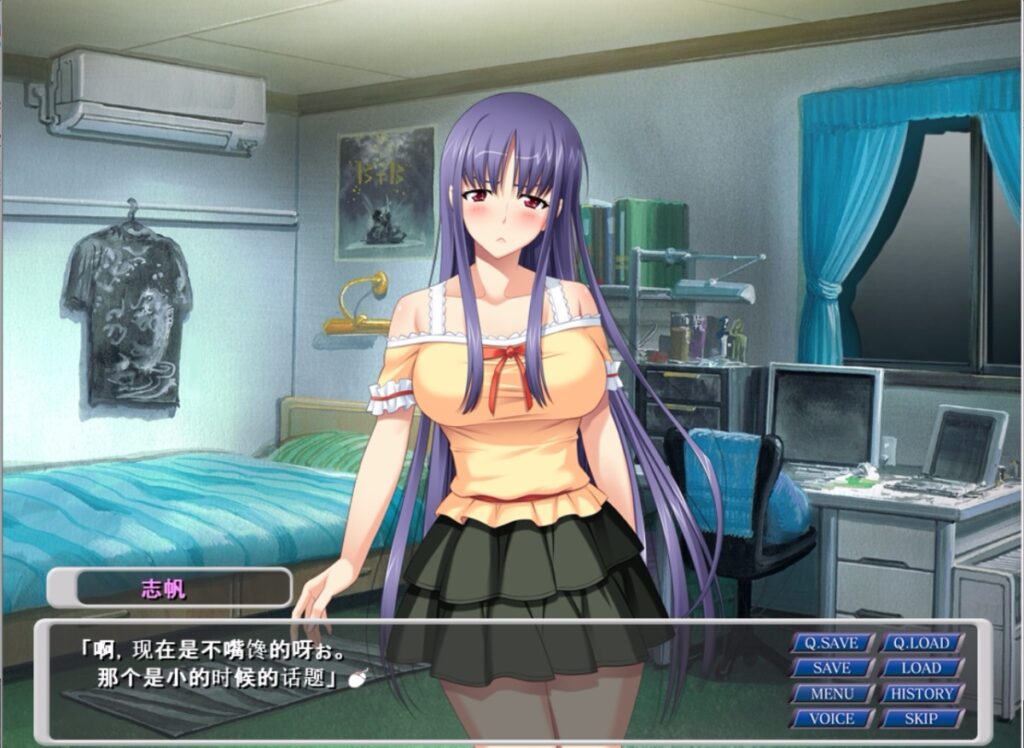 志帆
「啊, 现在是不嘴馋的呀ぉ。
那个是小的时候的话题」
Q.SAVE Q.LOAD
SAVE LOAD
MENU HISTORY
VOICE SKIP